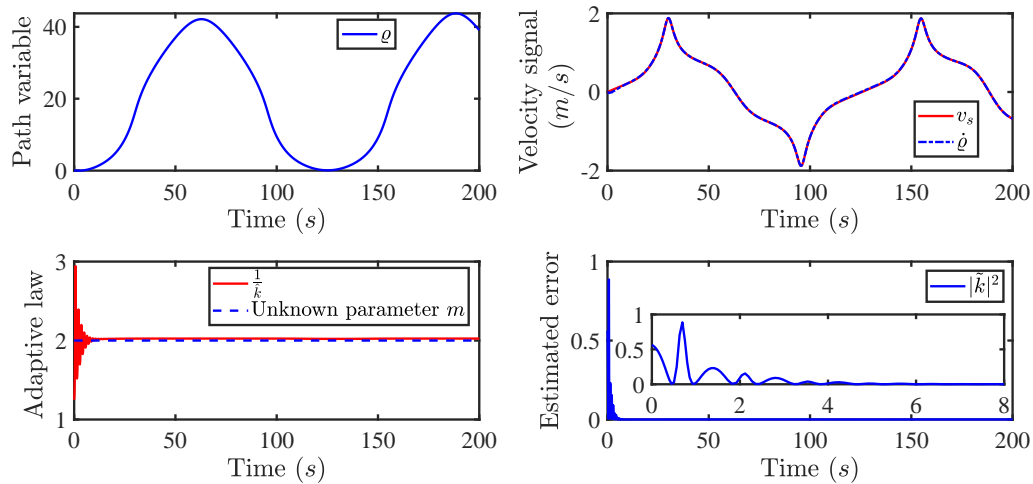 Path variable
40
20
0
ϱ
0 50 100 150 200
Time (s)
Velocity signal
(m/s)
2
0
-2
v_s
ϱ̇
0 50 100 150 200
Time (s)
Adaptive law
3
2
1
1/k̂
Unknown parameter m
0 50 100 150 200
Time (s)
Estimated error
1
0.5
0
|k̃|²
1
0.5
0
0 2 4 6 8
0 50 100 150 200
Time (s)